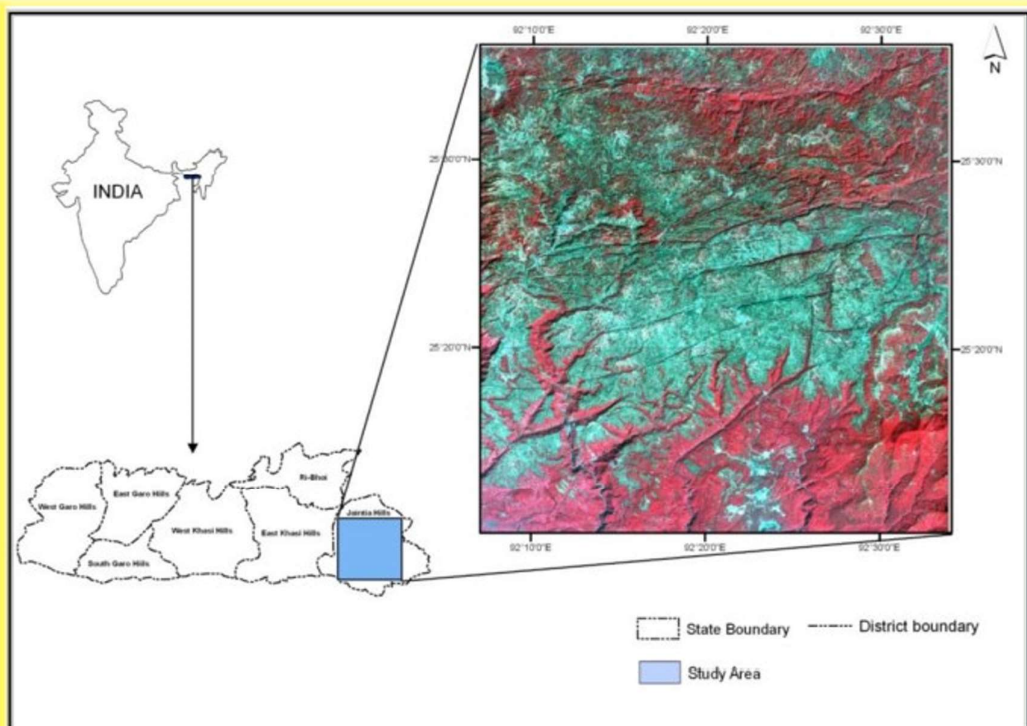 92°10'0"E
92°20'0"E
92°30'0"E
N
INDIA
25°30'0"N
25°30'0"N
25°20'0"N
25°20'0"N
Ri-Bhoi
East Garo Hills
West Garo Hills
Jaintia Hills
West Khasi Hills
East Khasi Hills
South Garo Hills
92°10'0"E
92°20'0"E
92°30'0"E
State Boundary
District boundary
Study Area